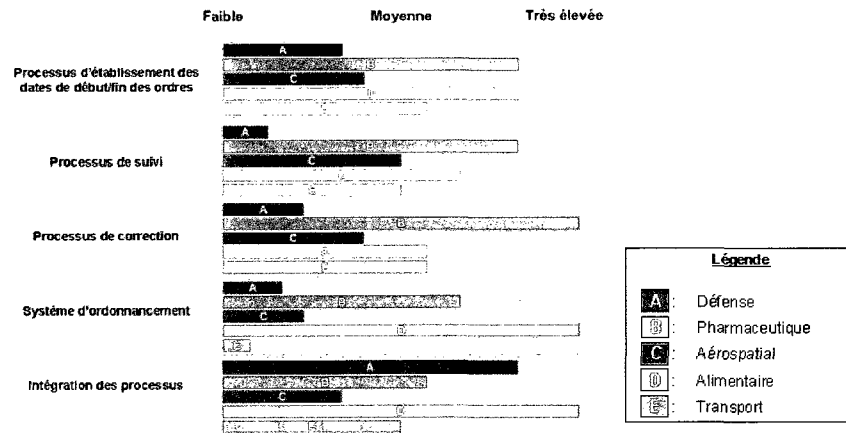 Faible Moyenne Très élevée
A
Processus d'établissement des
dates de début/fin des ordres
B
C
D
A
Processus de suivi
B
C
A
Processus de correction
B
C
A
Système d'ordonnancement
B
C
D
E
A
Intégration des processus
B
C
Légende
A : Défense
B : Pharmaceutique
C : Aérospatial
D : Alimentaire
E : Transport